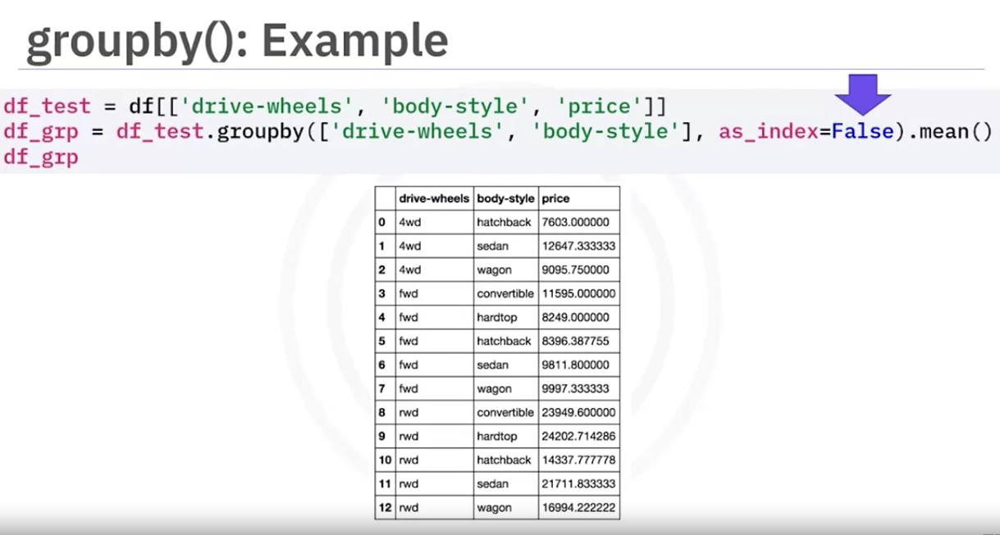 groupby(): Example
df_test = df[['drive-wheels', 'body-style', 'price']]
df_grp = df_test.groupby(['drive-wheels', 'body-style'], as_index=False).mean()
df_grp
drive-wheels body-style price
0 4wd hatchback 7603.000000
1 4wd sedan 12647.333333
2 4wd wagon 9095.750000
3 fwd convertible 11595.000000
4 fwd hardtop 8249.000000
5 fwd hatchback 8396.387755
6 fwd sedan 9811.800000
7 fwd wagon 9997.333333
8 rwd convertible 23949.600000
9 rwd hardtop 24202.714286
10 rwd hatchback 14337.777778
11 rwd sedan 21711.833333
12 rwd wagon 16994.222222